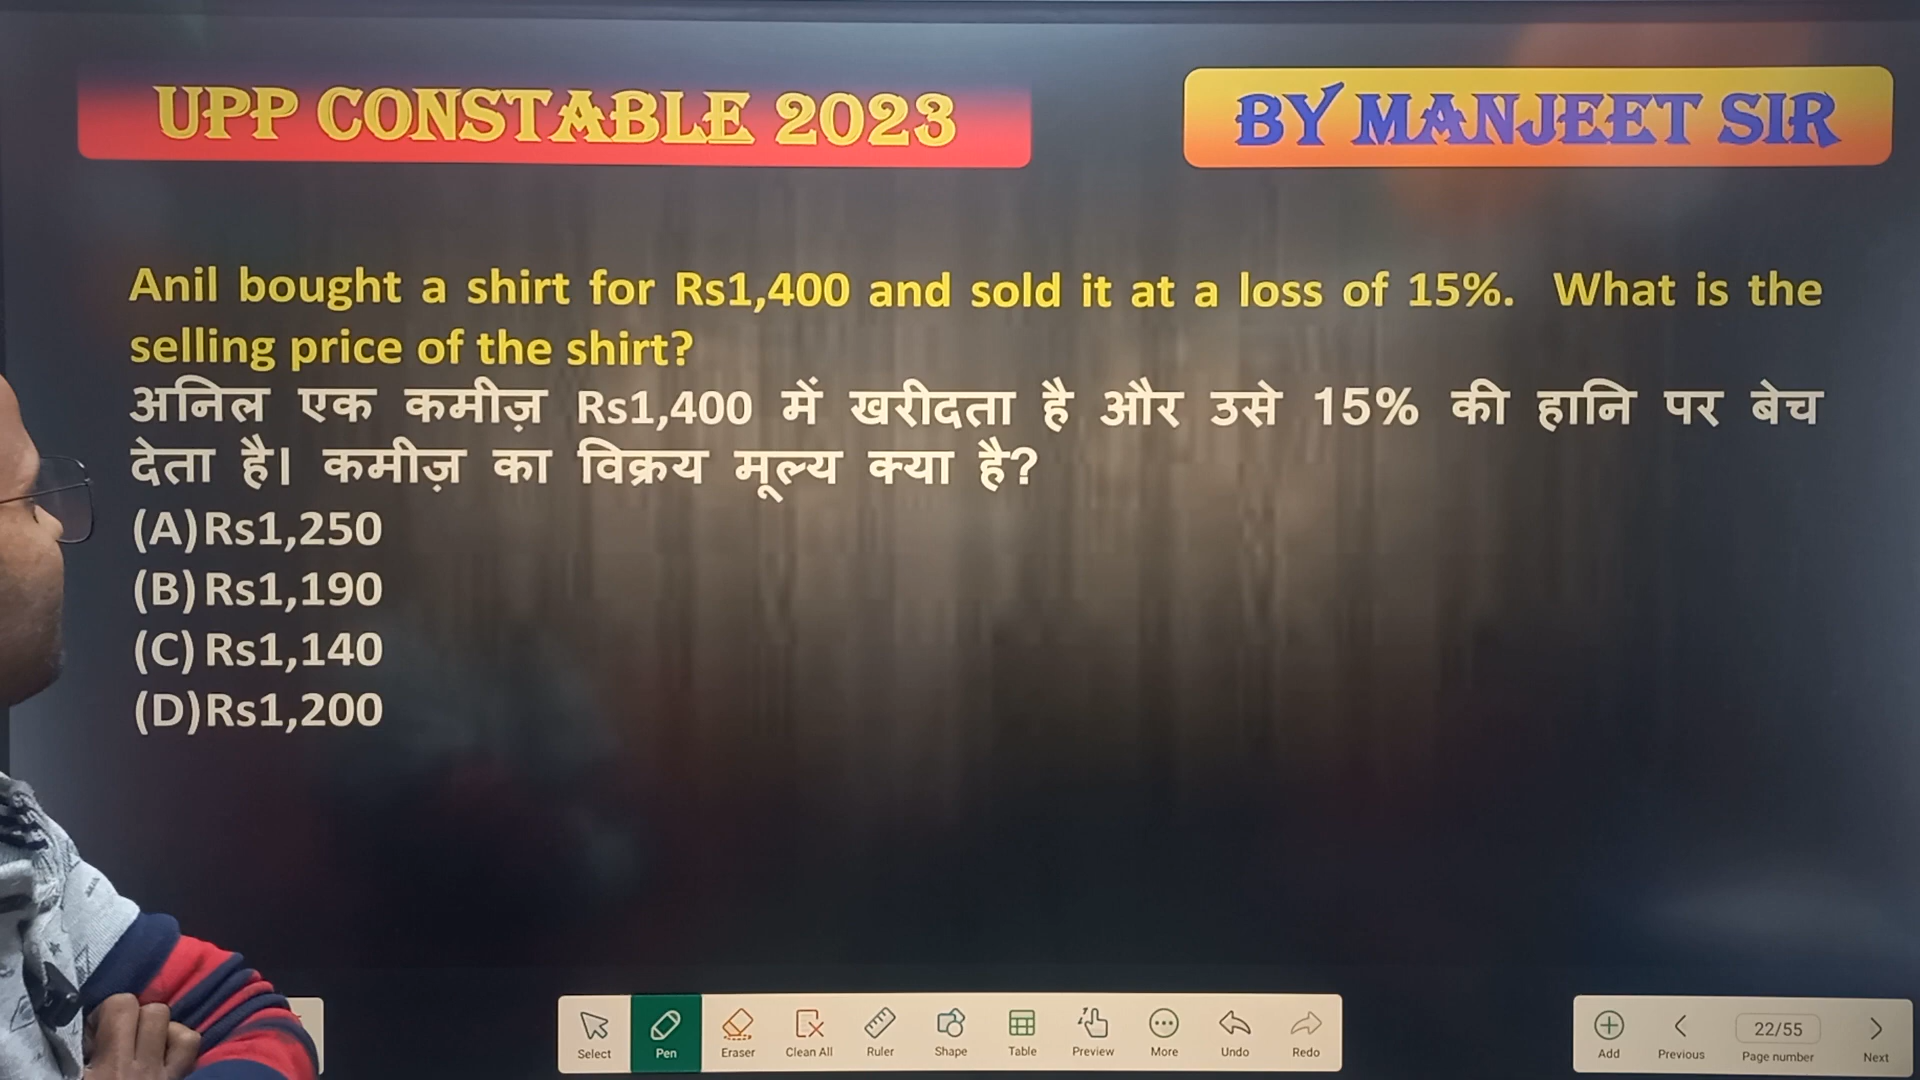 UPP CONSTABLE 2023
BY MANJEET SIR
Anil bought a shirt for Rs1,400 and sold it at a loss of 15%. What is the
selling price of the shirt?
अनिल एक कमीज़ Rs1,400 में खरीदता है और उसे 15% की हानि पर बेच
देता है। कमीज़ का विक्रय मूल्य क्या है?
(A) Rs1,250
(B) Rs1,190
(C) Rs1,140
(D) Rs1,200
Select Pen Eraser Clean All Ruler Shape Table Preview More Undo Redo
22/55
Add Previous Page number Next